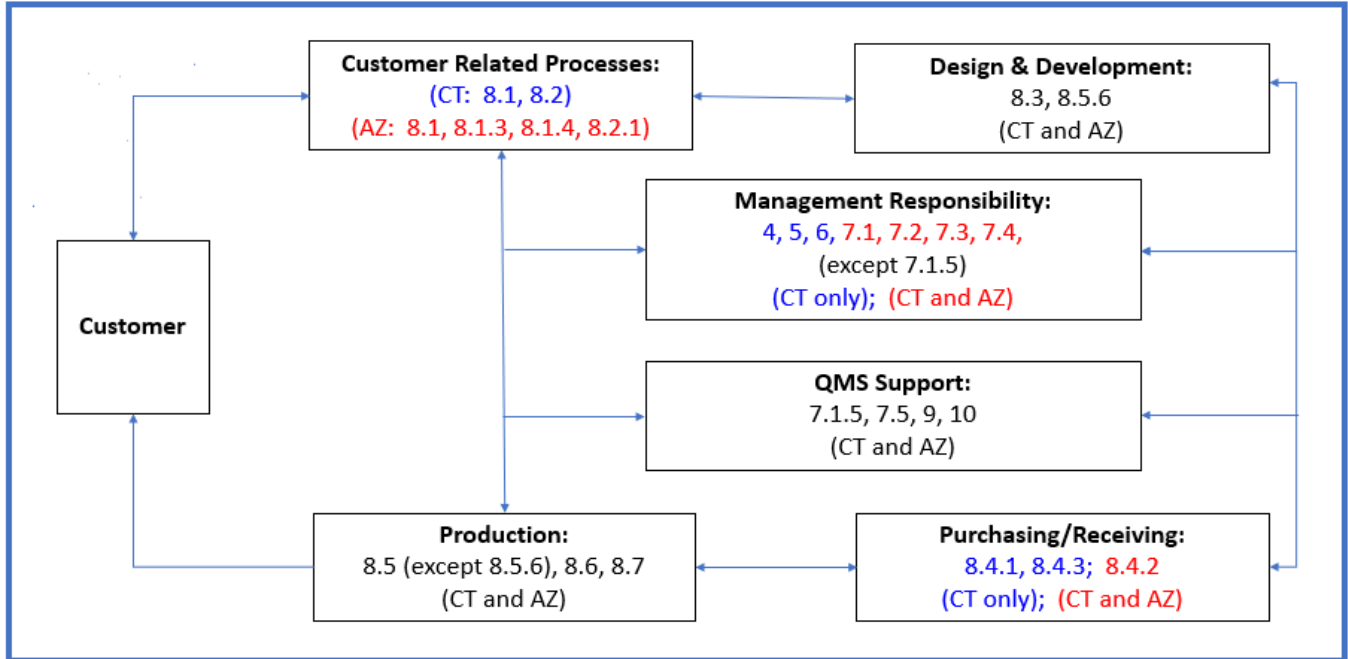 Customer Related Processes:
(CT:  8.1, 8.2)
(AZ:  8.1, 8.1.3, 8.1.4, 8.2.1)
Design & Development:
8.3, 8.5.6
(CT and AZ)
Management Responsibility:
4, 5, 6, 7.1, 7.2, 7.3, 7.4,
(except 7.1.5)
(CT only);  (CT and AZ)
Customer
QMS Support:
7.1.5, 7.5, 9, 10
(CT and AZ)
Production:
8.5 (except 8.5.6), 8.6, 8.7
(CT and AZ)
Purchasing/Receiving:
8.4.1, 8.4.3;  8.4.2
(CT only);  (CT and AZ)